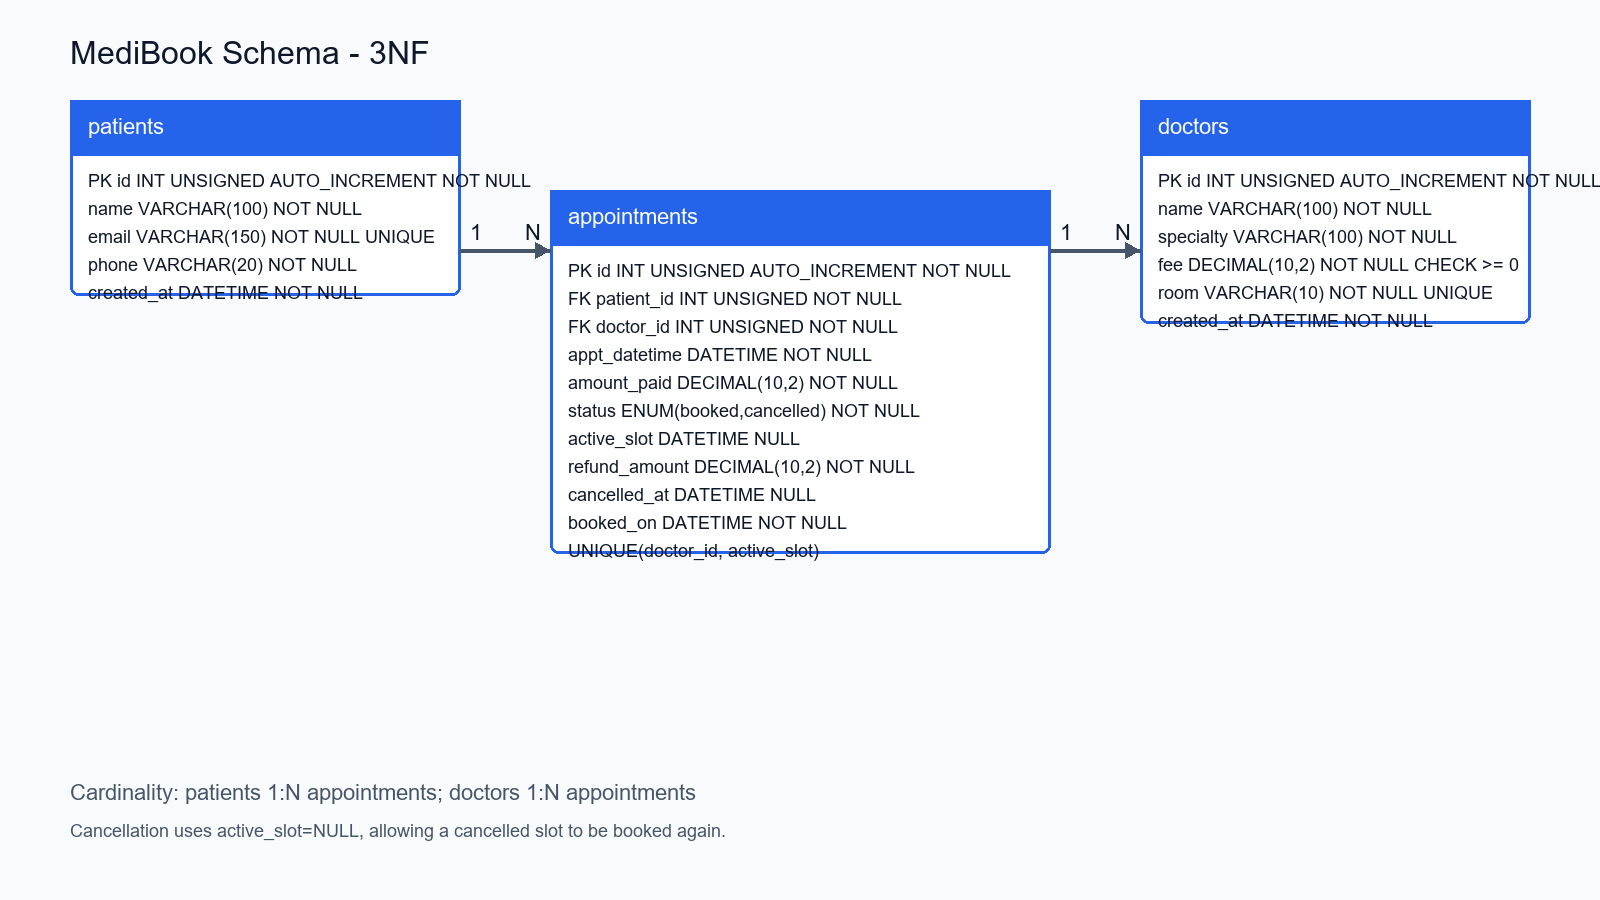 MediBook Schema - 3NF
patients
PK id INT UNSIGNED AUTO_INCREMENT NOT NULL
name VARCHAR(100) NOT NULL
email VARCHAR(150) NOT NULL UNIQUE
phone VARCHAR(20) NOT NULL
created_at DATETIME NOT NULL
1 N
appointments
PK id INT UNSIGNED AUTO_INCREMENT NOT NULL
FK patient_id INT UNSIGNED NOT NULL
FK doctor_id INT UNSIGNED NOT NULL
appt_datetime DATETIME NOT NULL
amount_paid DECIMAL(10,2) NOT NULL
status ENUM(booked,cancelled) NOT NULL
active_slot DATETIME NULL
refund_amount DECIMAL(10,2) NOT NULL
cancelled_at DATETIME NULL
booked_on DATETIME NOT NULL
UNIQUE(doctor_id, active_slot)
1 N
doctors
PK id INT UNSIGNED AUTO_INCREMENT NOT NULL
name VARCHAR(100) NOT NULL
specialty VARCHAR(100) NOT NULL
fee DECIMAL(10,2) NOT NULL CHECK >= 0
room VARCHAR(10) NOT NULL UNIQUE
created_at DATETIME NOT NULL
Cardinality: patients 1:N appointments; doctors 1:N appointments
Cancellation uses active_slot=NULL, allowing a cancelled slot to be booked again.